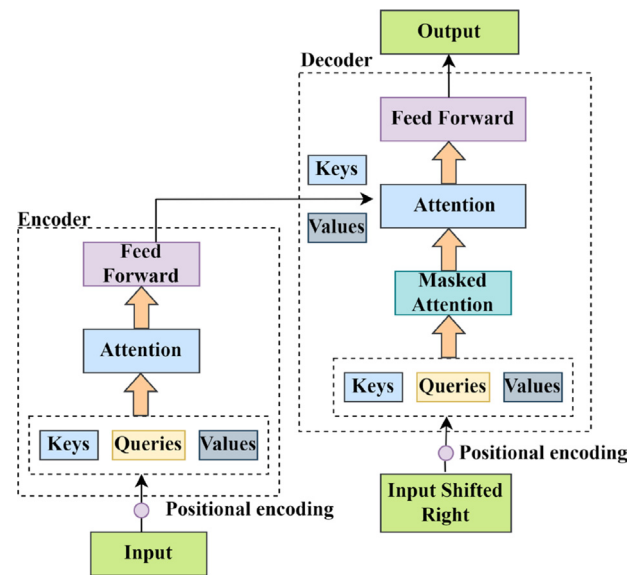 Output
Decoder
Feed Forward
Keys
Attention
Values
Masked
Attention
Keys
Queries
Values
Positional encoding
Input Shifted
Right
Encoder
Feed
Forward
Attention
Keys
Queries
Values
Positional encoding
Input